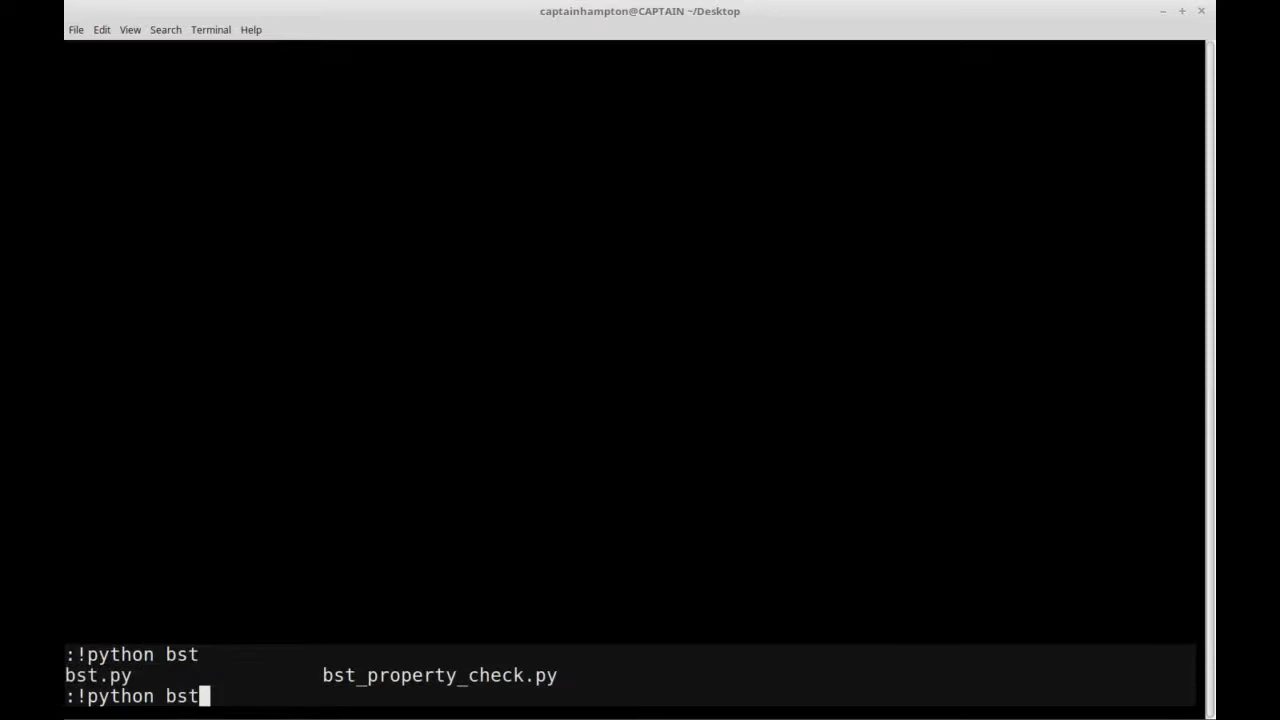 captainhampton@CAPTAIN ~/Desktop
File Edit View Search Terminal Help
:!python bst
bst.py bst_property_check.py
:!python bst